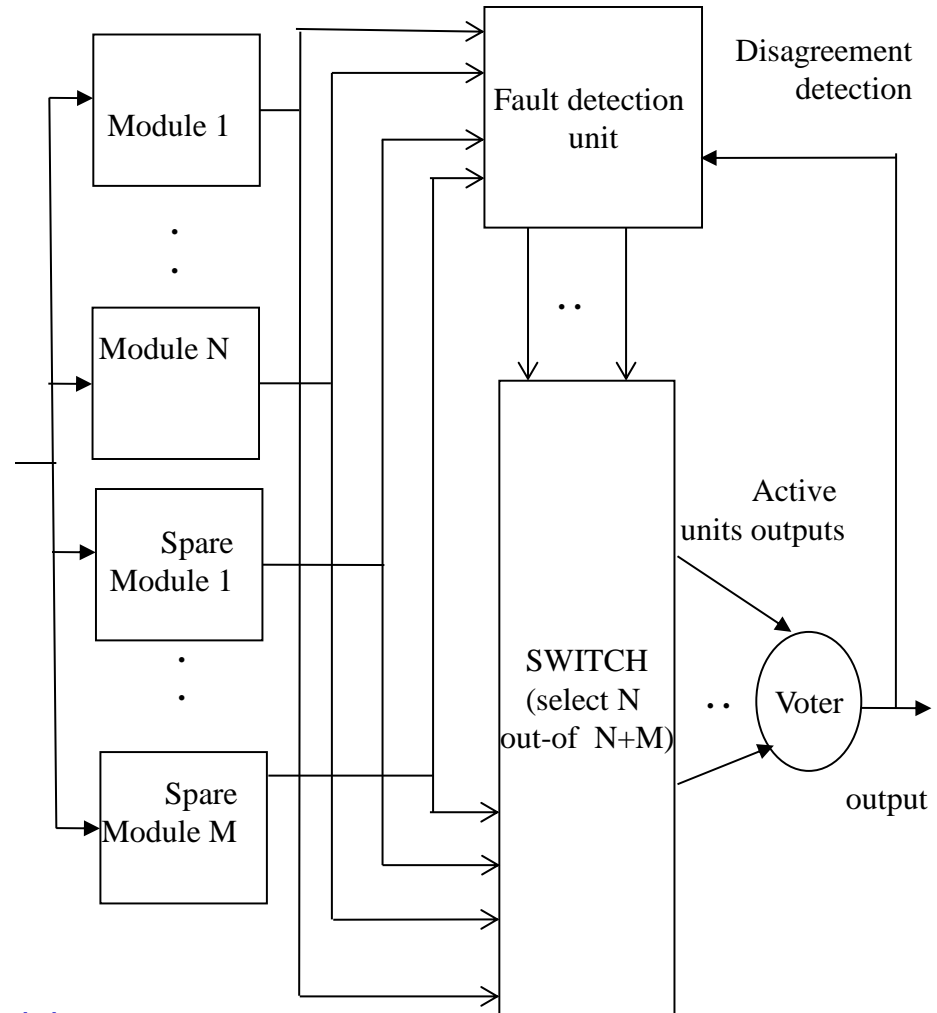 Disagreement
detection
Fault detection
unit
Module 1
Module N
Spare
Module 1
Spare
Module M
SWITCH
(select N
out-of N+M)
Active
units outputs
Voter
output